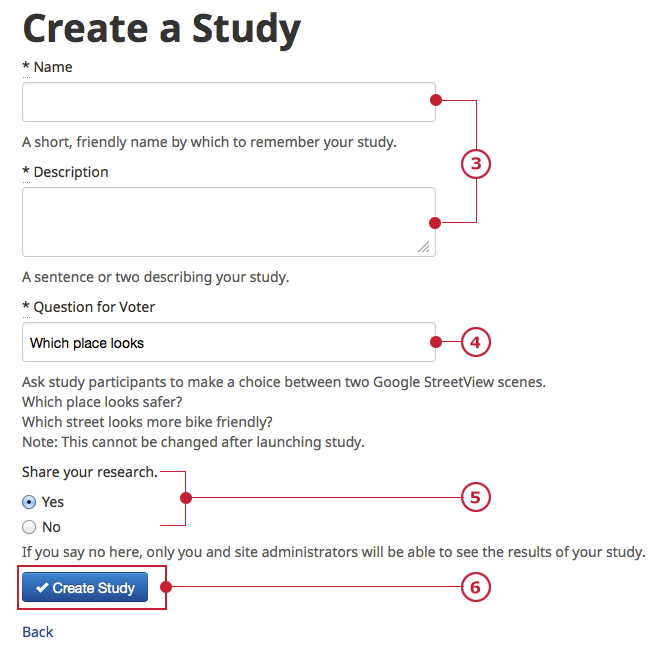 Create a Study
* Name
A short, friendly name by which to remember your study.
3
* Description
A sentence or two describing your study.
* Question for Voter
Which place looks
4
Ask study participants to make a choice between two Google StreetView scenes.
Which place looks safer?
Which street looks more bike friendly?
Note: This cannot be changed after launching study.
Share your research.
Yes
5
No
If you say no here, only you and site administrators will be able to see the results of your study.
Create Study
6
Back